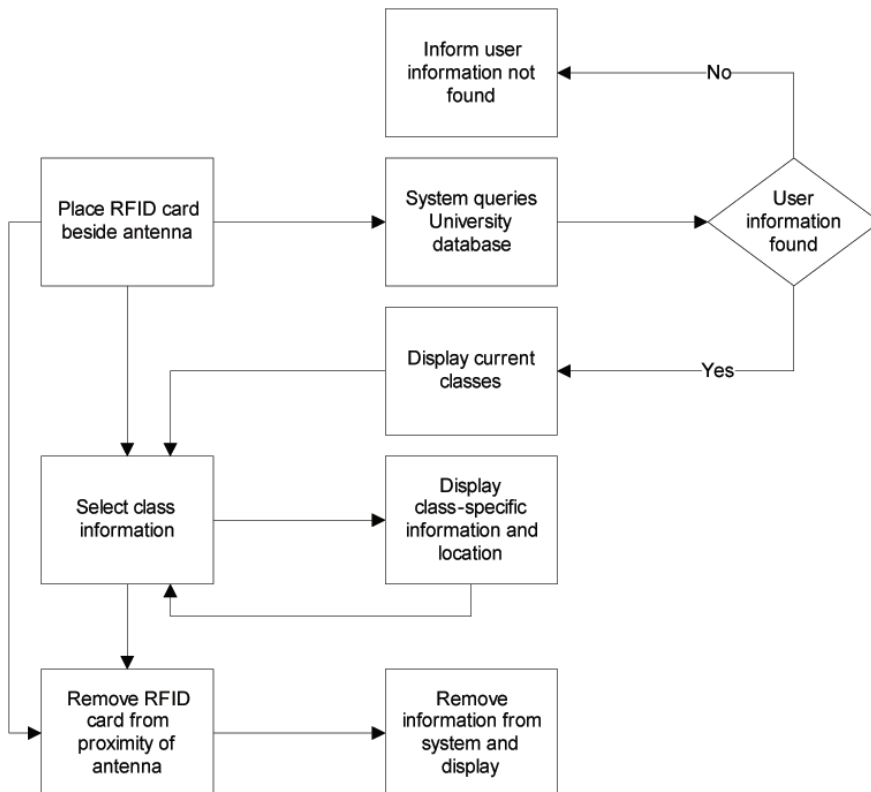 Inform user
information not
found
No
Place RFID card
beside antenna
System queries
University
database
User
information
found
Display current
classes
Yes
Select class
information
Display
class-specific
information and
location
Remove RFID
card from
proximity of
antenna
Remove
information from
system and
display